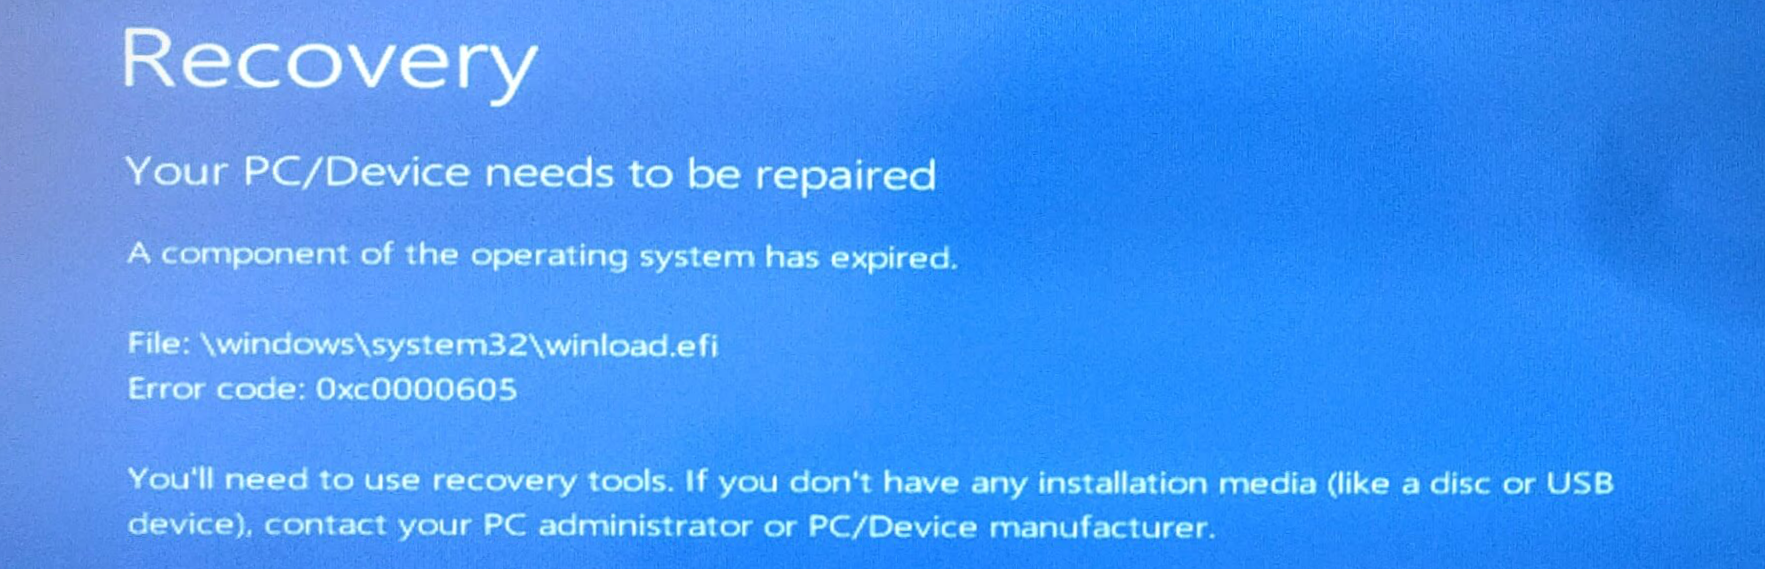 Recovery
Your PC/Device needs to be repaired
A component of the operating system has expired.
File: \windows\system32\winload.efi
Error code: 0xc0000605
You'll need to use recovery tools. If you don't have any installation media (like a disc or USB
device), contact your PC administrator or PC/Device manufacturer.